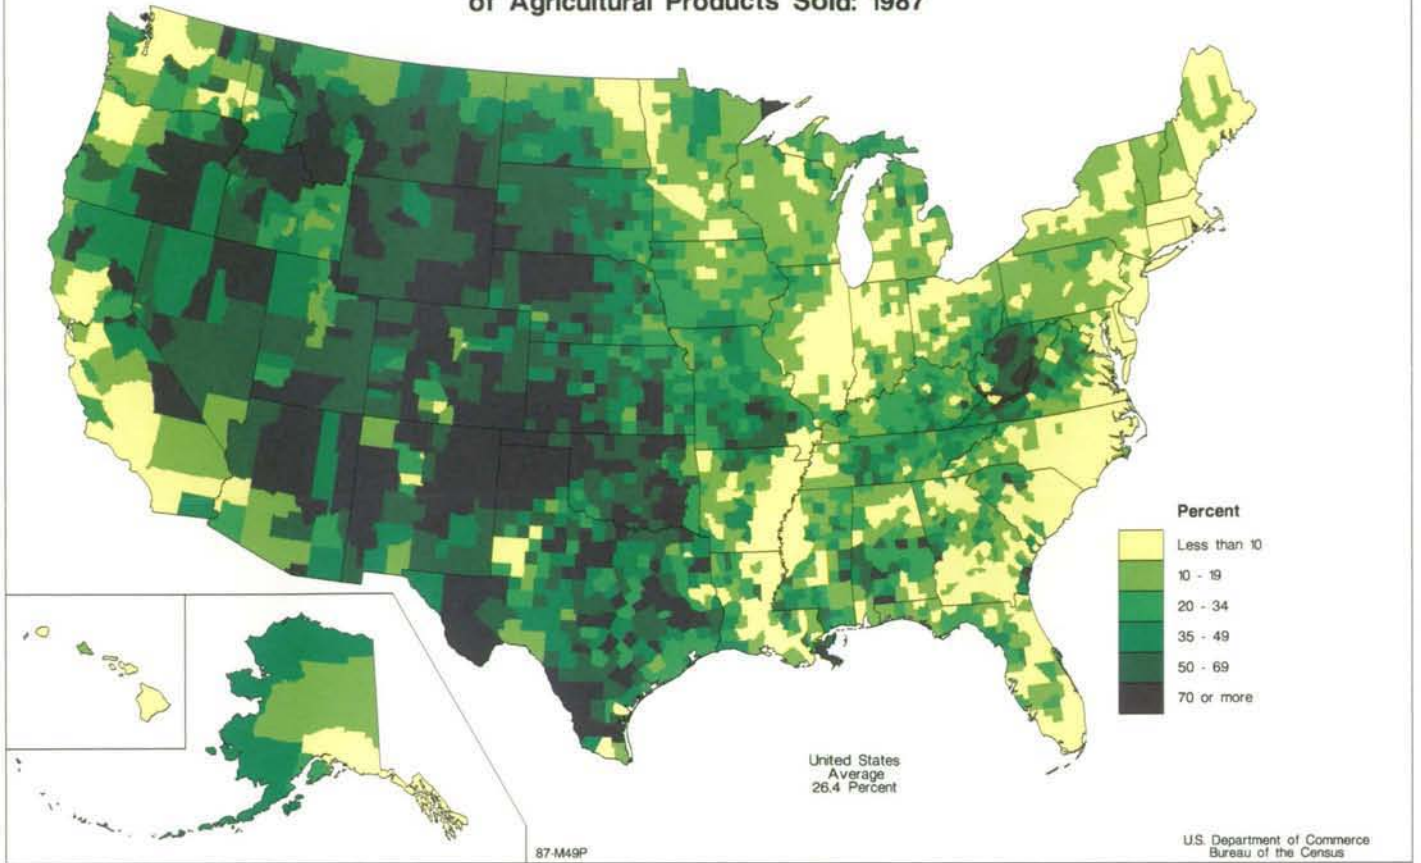 of Agricultural Products Sold: 1987
Percent
Less than 10
10 - 19
20 - 34
35 - 49
50 - 69
70 or more
United States
Average
26.4 Percent
87-M49P
U.S. Department of Commerce
Bureau of the Census